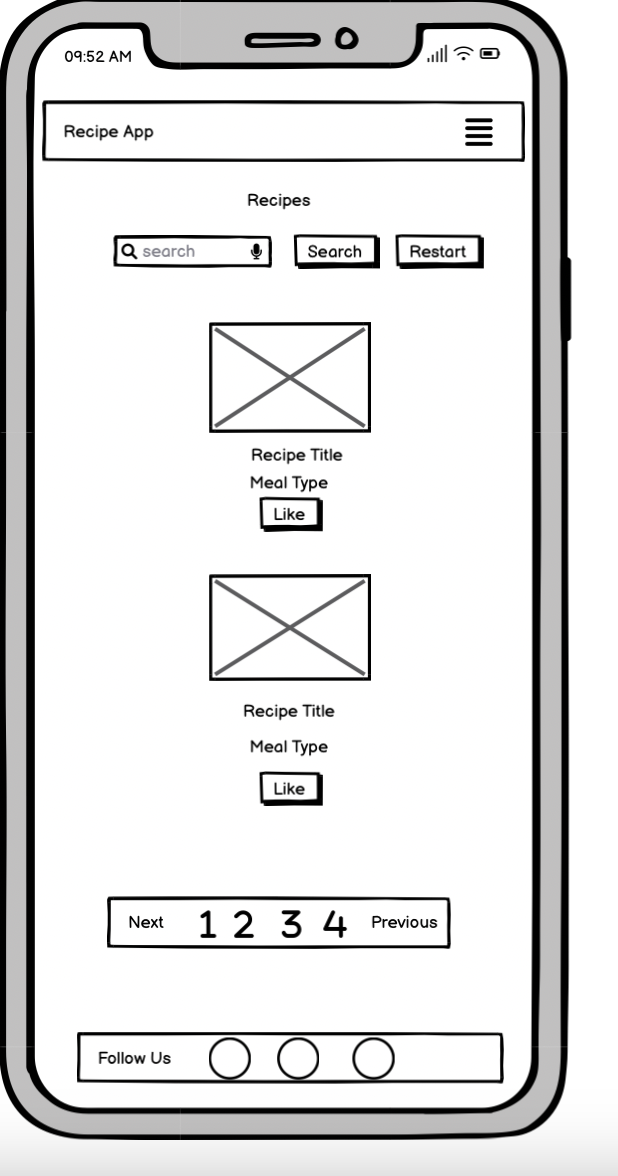 09:52 AM
Recipe App
Recipes
search Search Restart
Recipe Title
Meal Type
Like
Recipe Title
Meal Type
Like
Next 1 2 3 4 Previous
Follow Us